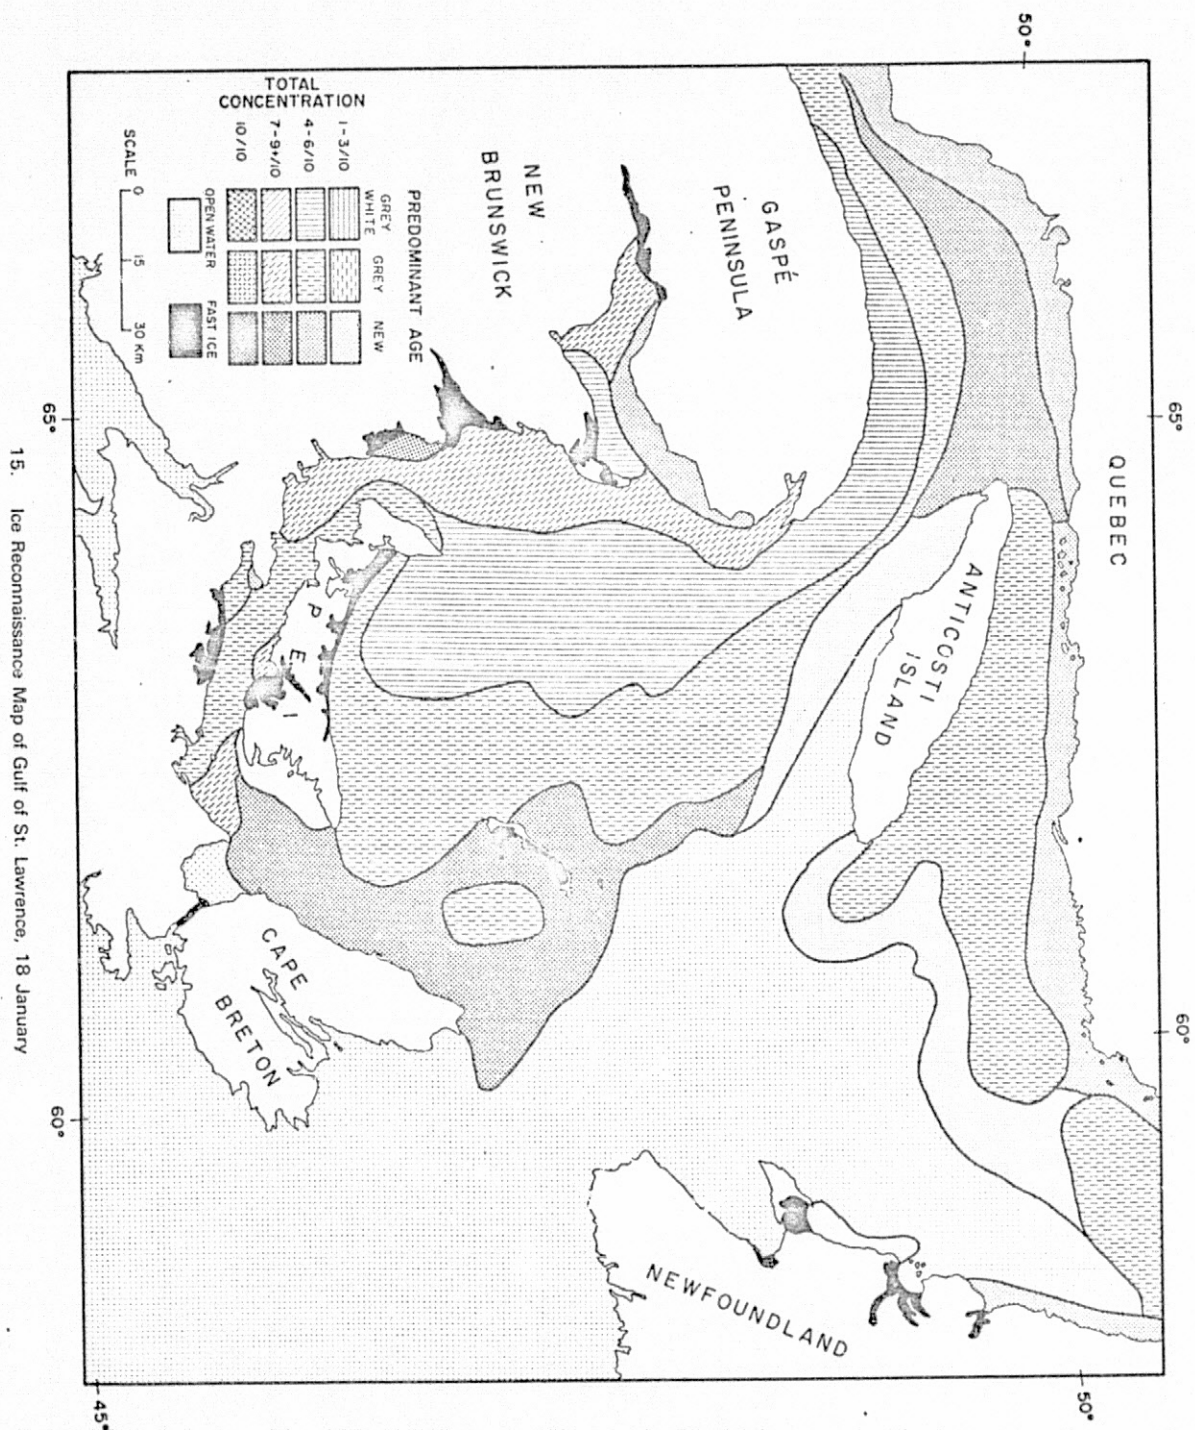 50°
65°
60°
QUEBEC
GASPÉ
PENINSULA
ANTICOSTI
ISLAND
NEW
BRUNSWICK
P E I
CAPE
BRETON
NEWFOUNDLAND
PREDOMINANT AGE
GREY
WHITE
GREY
NEW
TOTAL
CONCENTRATION
1-3/10
4-6/10
7-9+/10
10/10
OPEN WATER
FAST ICE
SCALE
0 15 30 Km
65°
60°
50°
45°
15. Ice Reconnaissance Map of Gulf of St. Lawrence, 18 January